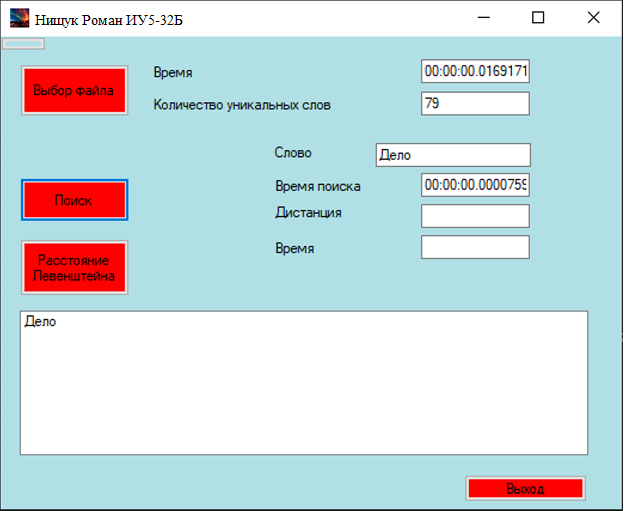 Нищук Роман ИУ5-32Б
Выбор файла
Время
00:00:00.0169171
Количество уникальных слов
79
Слово
Дело
Поиск
Время поиска
00:00:00.0000759
Дистанция
Расстояние
Левенштейна
Время
Дело
Выход